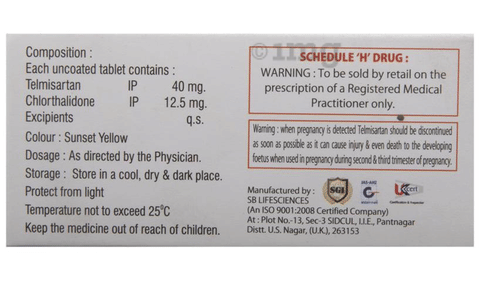 Composition :
Each uncoated tablet contains :
Telmisartan IP 40 mg.
Chlorthalidone IP 12.5 mg.
Excipients q.s.
Colour : Sunset Yellow
Dosage : As directed by the Physician.
Storage : Store in a cool, dry & dark place.
Protect from light
Temperature not to exceed 25°C
Keep the medicine out of reach of children.
©1mg
SCHEDULE 'H' DRUG :
WARNING : To be sold by retail on the
prescription of a Registered Medical
Practitioner only.
Warning : when pregnancy is detected Telmisartan should be discontinued
as soon as possible as it can cause injury & even death to the developing
foetus when used in pregnancy during second & third trimester of pregnancy.
Manufactured by :
SB LIFESCIENCES
(An ISO 9001:2008 Certified Company)
At : Plot No.-13, Sec-3 SIDCUL, I.I.E., Pantnagar
Distt. U.S. Nagar, (U.K.), 263153
SGI
UKcert